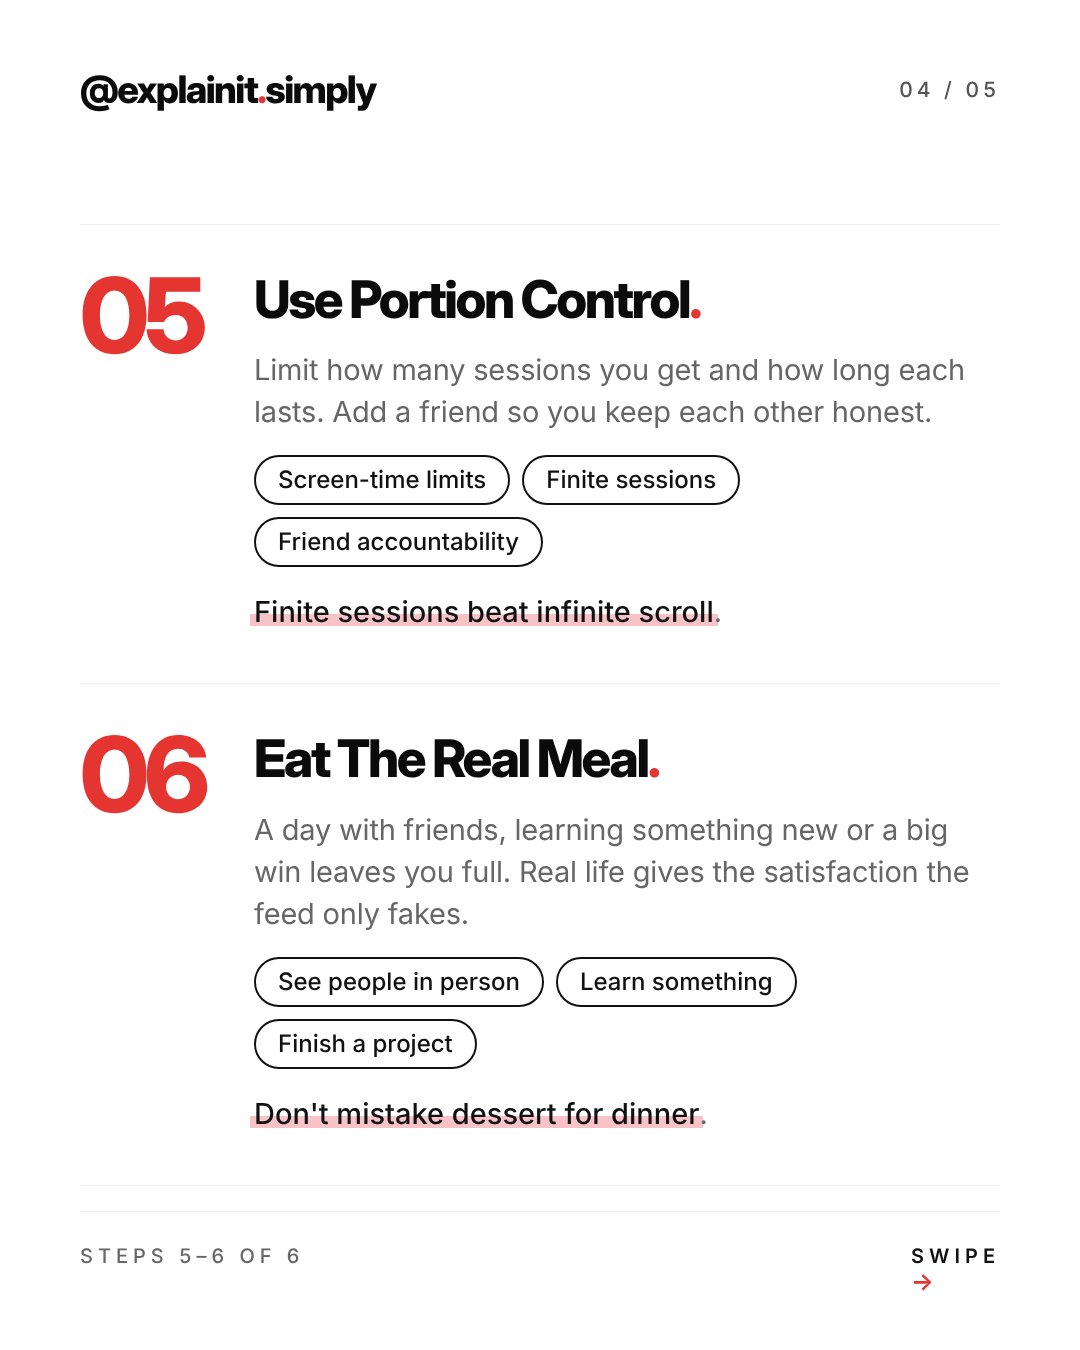 @explainit.simply
04 / 05
05
Use Portion Control.
Limit how many sessions you get and how long each
lasts. Add a friend so you keep each other honest.
Screen-time limits
Finite sessions
Friend accountability
Finite sessions beat infinite scroll.
06
Eat The Real Meal.
A day with friends, learning something new or a big
win leaves you full. Real life gives the satisfaction the
feed only fakes.
See people in person
Learn something
Finish a project
Don't mistake dessert for dinner.
STEPS 5–6 OF 6
SWIPE
→